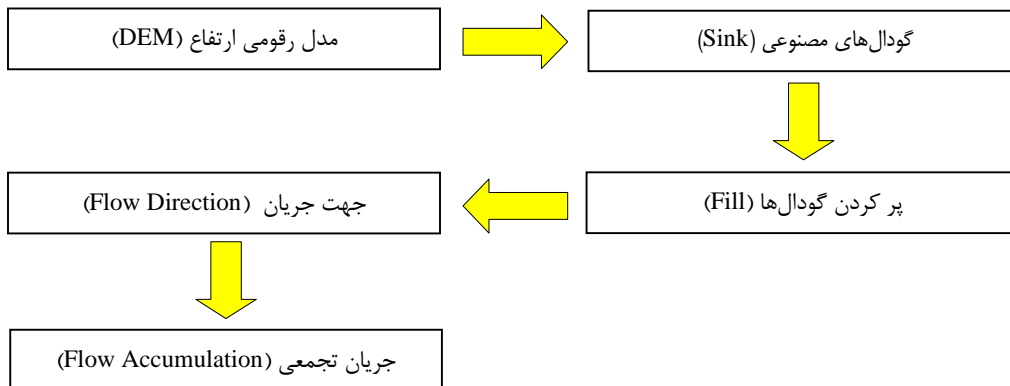 مدل رقومی ارتفاع (DEM)
گودال‌های مصنوعی (Sink)
پر کردن گودال‌ها (Fill)
جهت جریان (Flow Direction)
جریان تجمعی (Flow Accumulation)